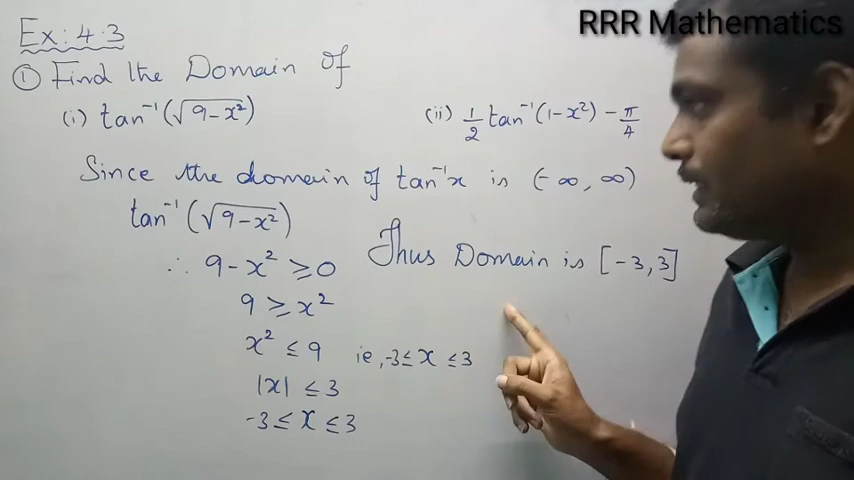 RRR Mathematics
Ex: 4.3
① Find the Domain of
(i) tan⁻¹(√(9-x²))
(ii) 1/2 tan⁻¹(1-x²) - π/4
Since the domain of tan⁻¹x is (-∞, ∞)
tan⁻¹(√(9-x²))
∴ 9-x² ≥ 0
Thus Domain is [-3, 3]
9 ≥ x²
x² ≤ 9
ie, -3 ≤ x ≤ 3
|x| ≤ 3
-3 ≤ x ≤ 3